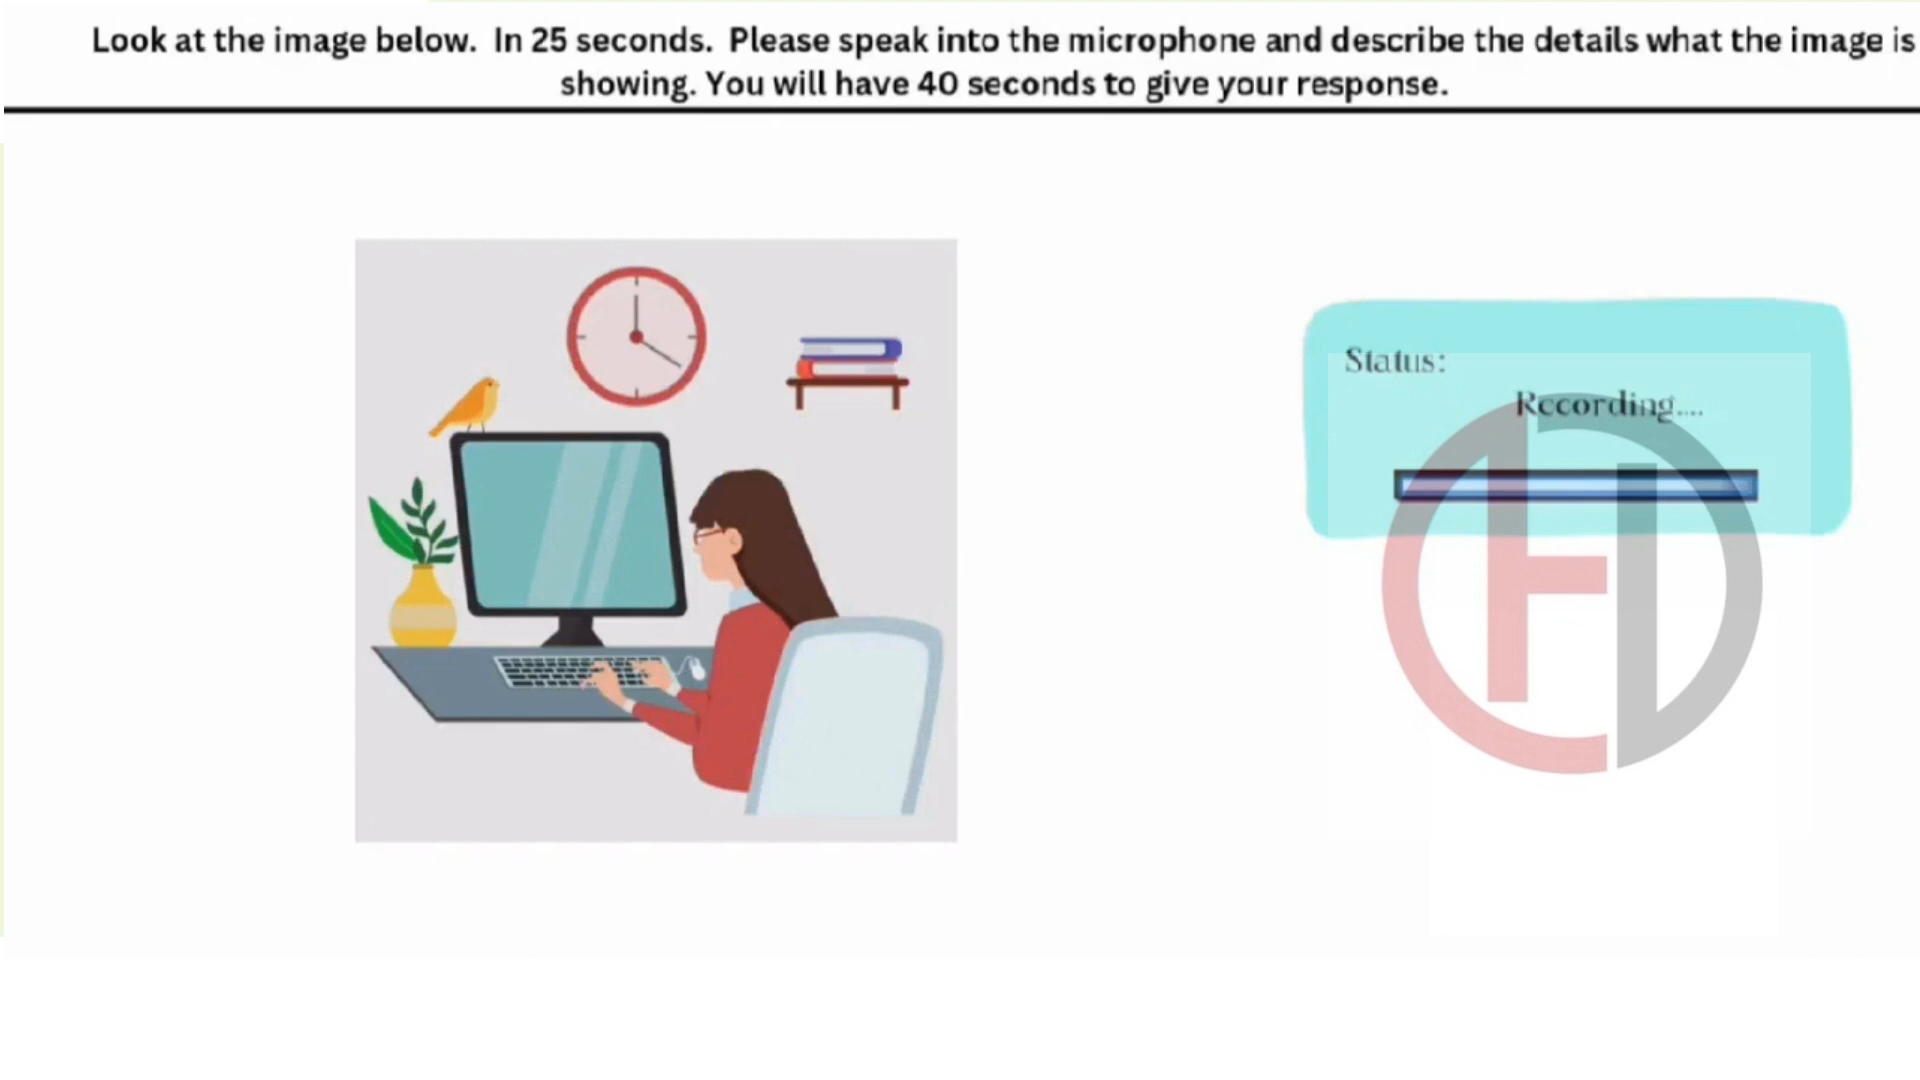 Look at the image below. In 25 seconds. Please speak into the microphone and describe the details what the image is
showing. You will have 40 seconds to give your response.
Status:
Recording....